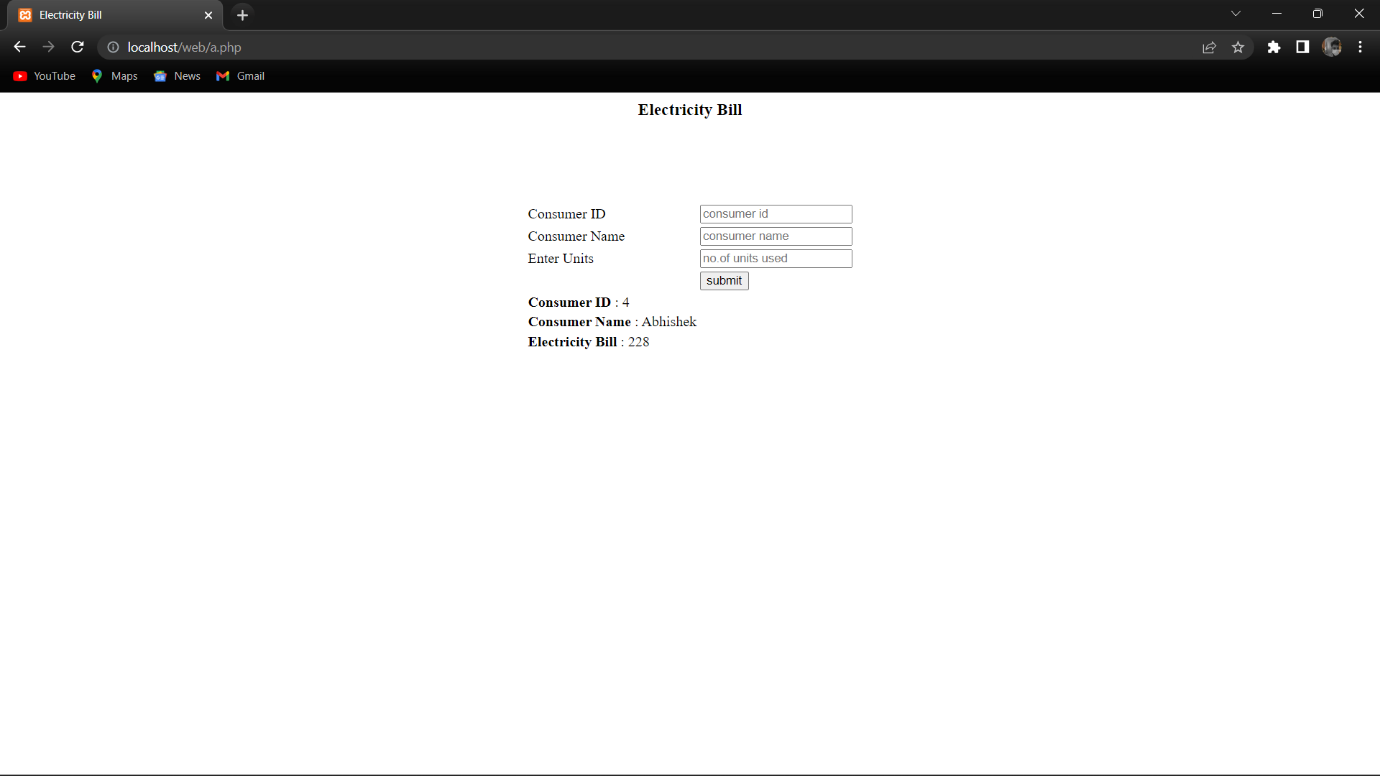 Electricity Bill
localhost/web/a.php
YouTube Maps News Gmail
Electricity Bill
Consumer ID consumer id
Consumer Name consumer name
Enter Units no.of units used
submit
Consumer ID : 4
Consumer Name : Abhishek
Electricity Bill : 228